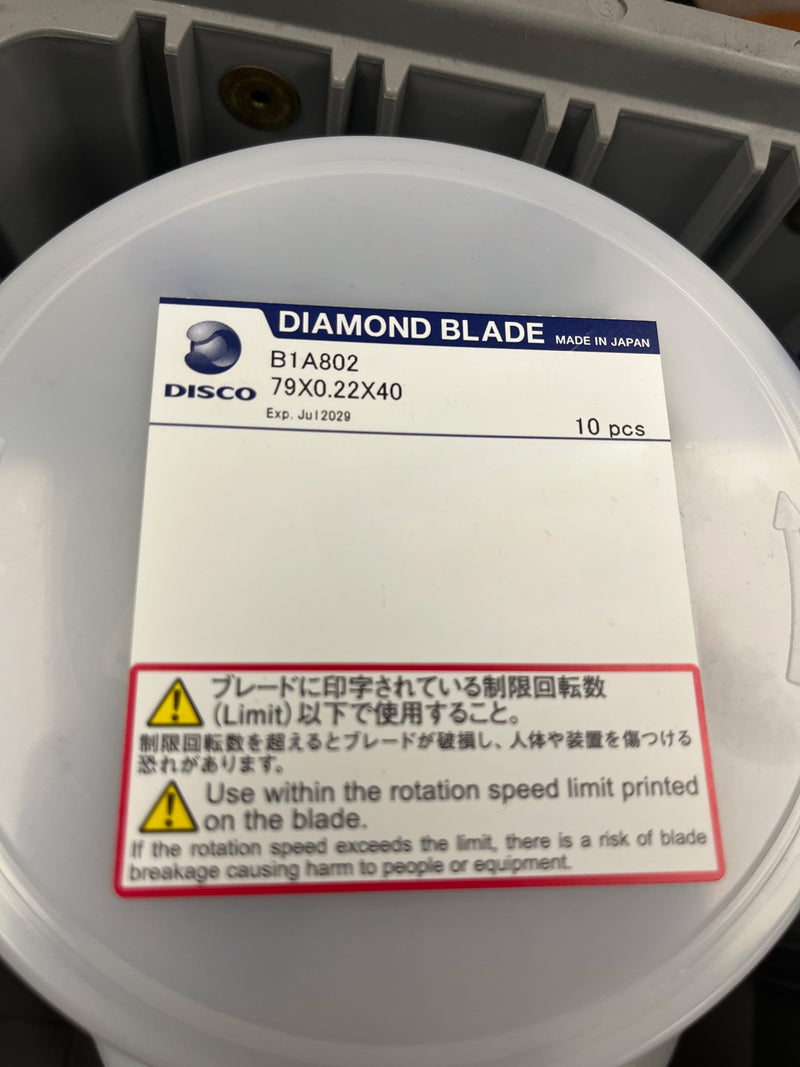 DIAMOND BLADE MADE IN JAPAN
DISCO
B1A802
79X0.22X40
Exp. Jul2029
10 pcs
ブレードに印字されている制限回転数
(Limit)以下で使用すること。
制限回転数を超えるとブレードが破損し、人体や装置を傷つける
恐れがあります。
Use within the rotation speed limit printed
on the blade.
If the rotation speed exceeds the limit, there is a risk of blade
breakage causing harm to people or equipment.